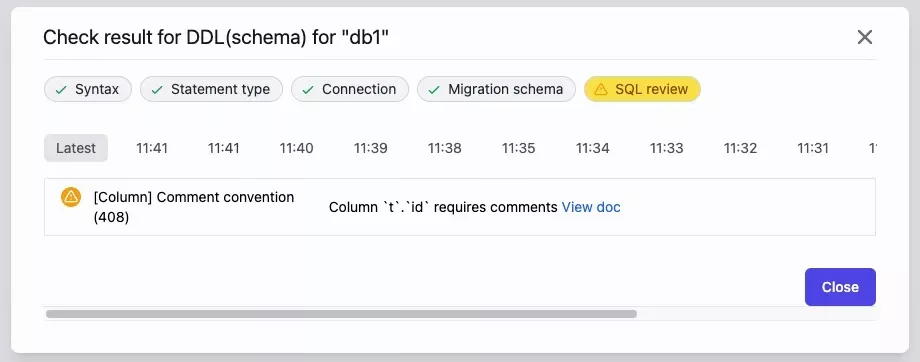 Check result for DDL(schema) for "db1"
Syntax Statement type Connection Migration schema SQL review
Latest 11:41 11:41 11:40 11:39 11:38 11:35 11:34 11:33 11:32 11:31
[Column] Comment convention
(408)
Column `t`.`id` requires comments View doc
Close